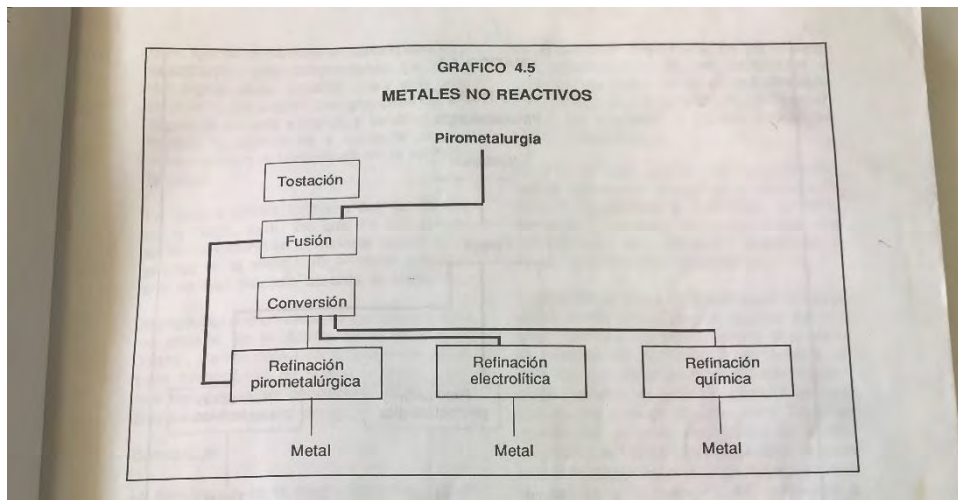 GRAFICO 4.5
METALES NO REACTIVOS
Pirometalurgia
Tostación
Fusión
Conversión
Refinación
pirometalúrgica
Refinación
electrolítica
Refinación
química
Metal
Metal
Metal